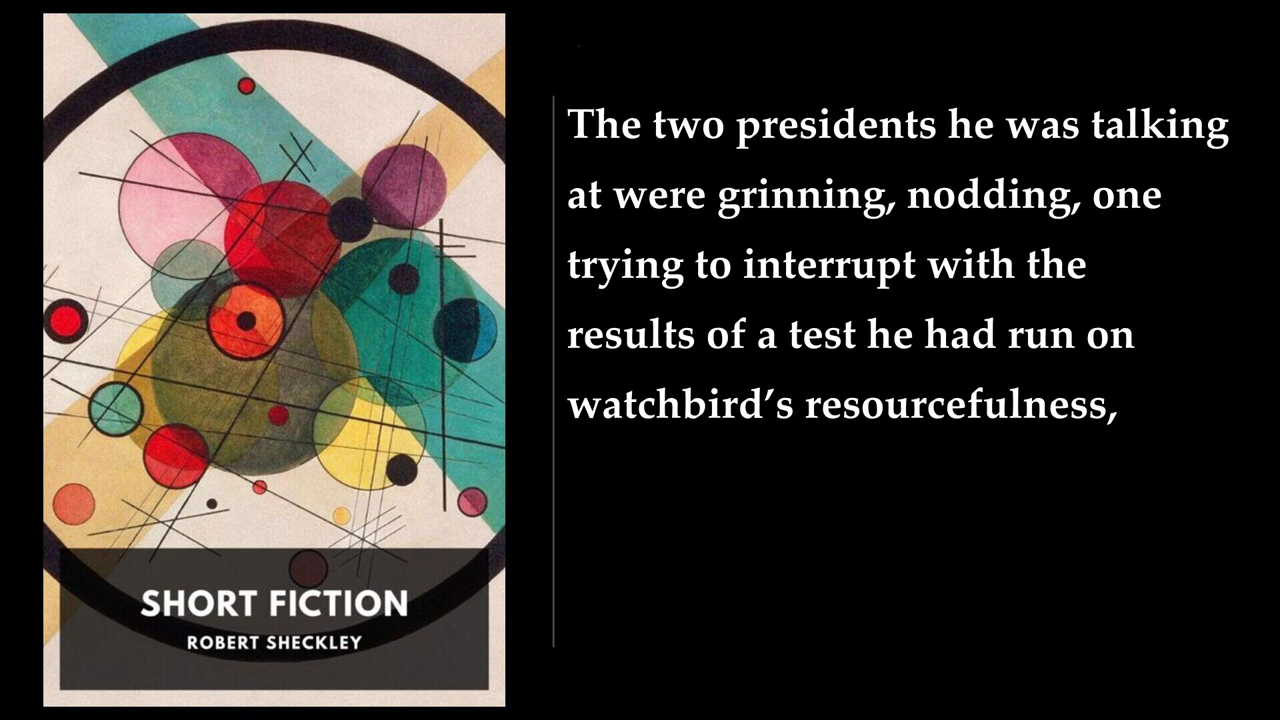 SHORT FICTION
ROBERT SHECKLEY
The two presidents he was talking
at were grinning, nodding, one
trying to interrupt with the
results of a test he had run on
watchbird’s resourcefulness,